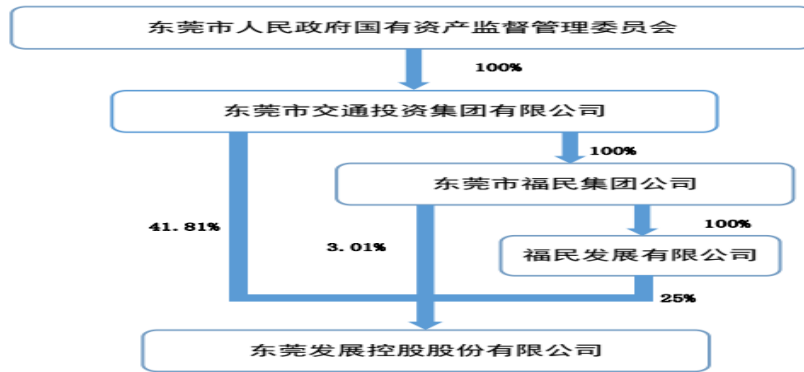 东莞市人民政府国有资产监督管理委员会
100%
东莞市交通投资集团有限公司
100%
东莞市福民集团公司
41.81%
3.01%
100%
福民发展有限公司
25%
东莞发展控股股份有限公司